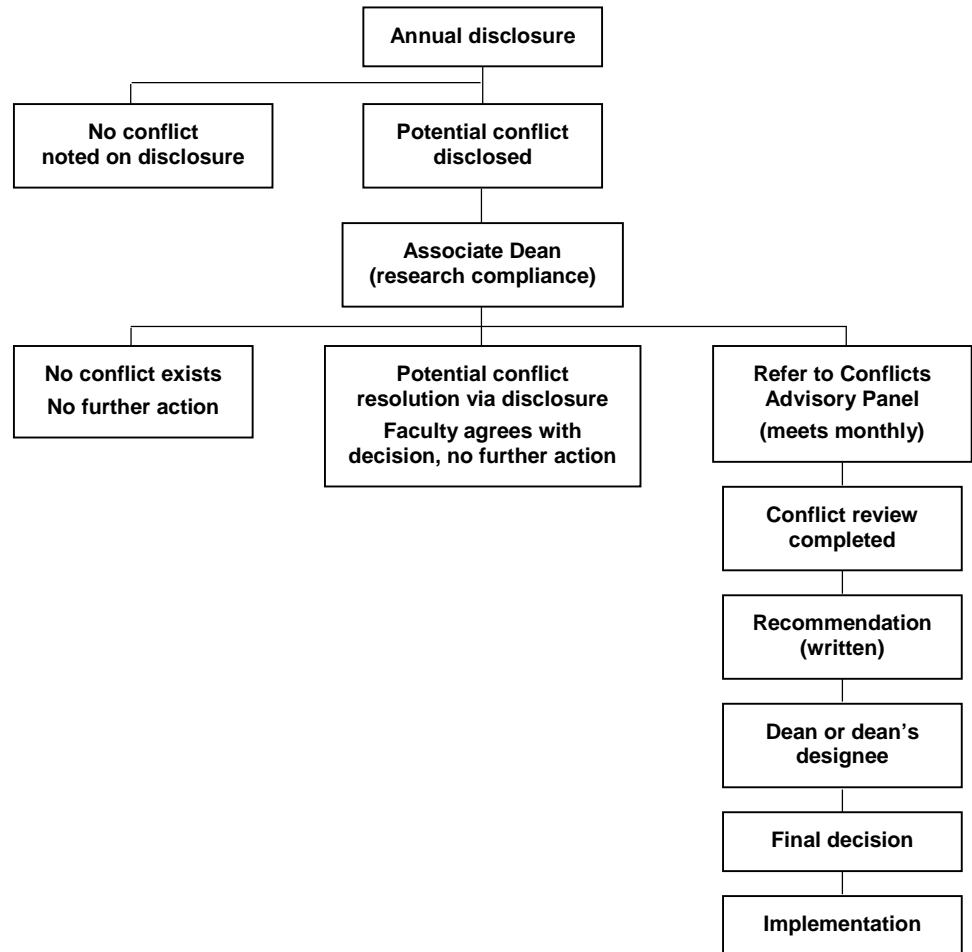 Annual disclosure
No conflict
noted on disclosure
Potential conflict
disclosed
Associate Dean
(research compliance)
No conflict exists
No further action
Potential conflict
resolution via disclosure
Faculty agrees with
decision, no further action
Refer to Conflicts
Advisory Panel
(meets monthly)
Conflict review
completed
Recommendation
(written)
Dean or dean’s
designee
Final decision
Implementation